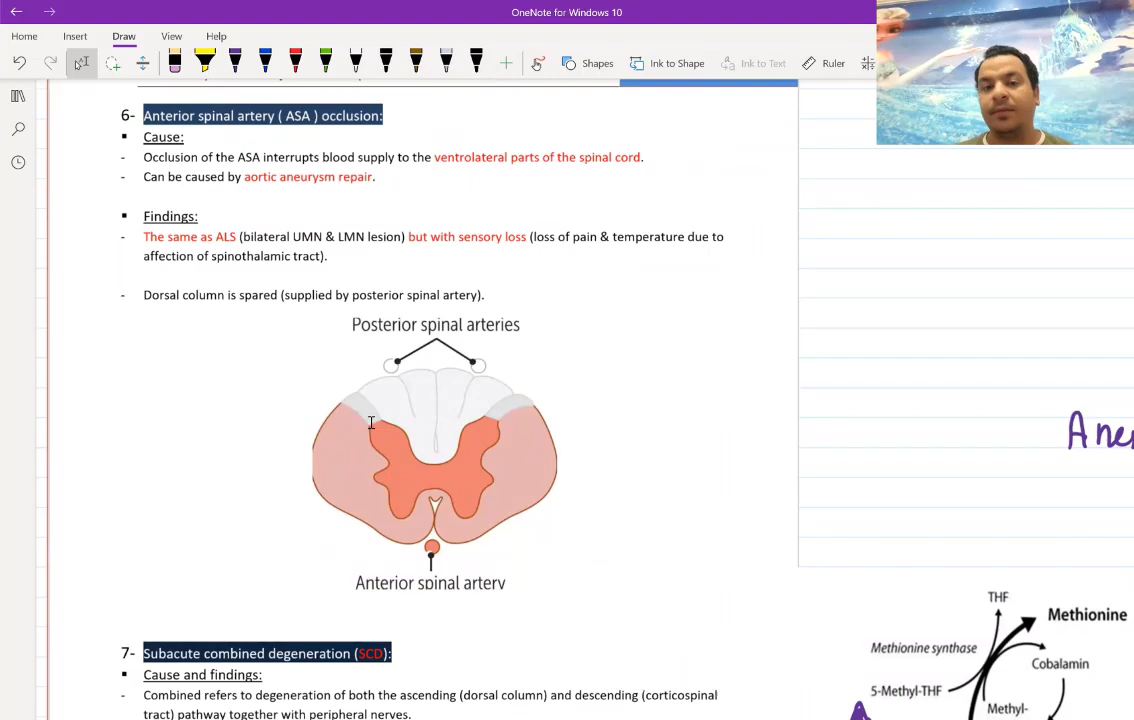 OneNote for Windows 10
Home Insert Draw View Help
Shapes Ink to Shape Ink to Text Ruler
6- Anterior spinal artery ( ASA ) occlusion:
▪ Cause:
- Occlusion of the ASA interrupts blood supply to the ventrolateral parts of the spinal cord.
- Can be caused by aortic aneurysm repair.
▪ Findings:
- The same as ALS (bilateral UMN & LMN lesion) but with sensory loss (loss of pain & temperature due to
affection of spinothalamic tract).
- Dorsal column is spared (supplied by posterior spinal artery).
Posterior spinal arteries
Anterior spinal artery
7- Subacute combined degeneration (SCD):
▪ Cause and findings:
- Combined refers to degeneration of both the ascending (dorsal column) and descending (corticospinal
tract) pathway together with peripheral nerves.
THF
Methionine
Methionine synthase
Cobalamin
5-Methyl-THF
Methyl-